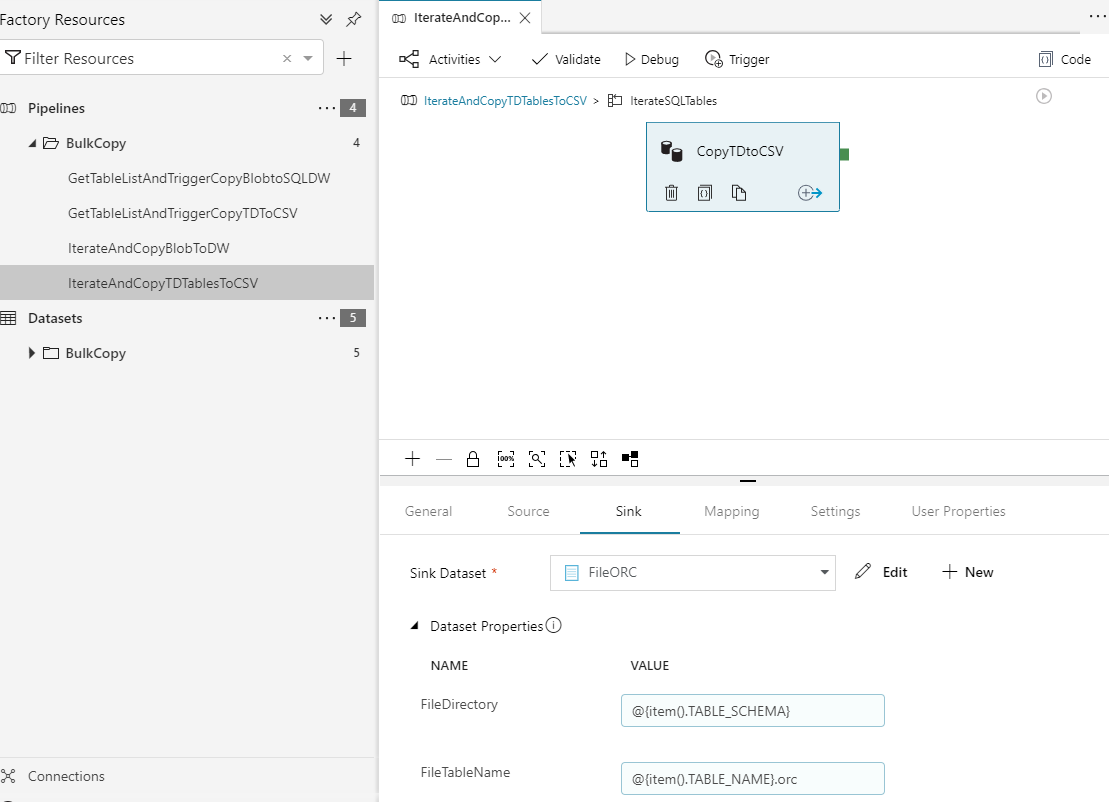 Factory Resources
Filter Resources
Pipelines
4
BulkCopy
4
GetTableListAndTriggerCopyBlobtoSQLDW
GetTableListAndTriggerCopyTDToCSV
IterateAndCopyBlobToDW
IterateAndCopyTDTablesToCSV
Datasets
5
BulkCopy
5
Connections
IterateAndCop...
Activities
Validate
Debug
Trigger
Code
IterateAndCopyTDTablesToCSV > IterateSQLTables
CopyTDtoCSV
100%
General
Source
Sink
Mapping
Settings
User Properties
Sink Dataset *
FileORC
Edit
New
Dataset Properties
NAME
VALUE
FileDirectory
@{item().TABLE_SCHEMA}
FileTableName
@{item().TABLE_NAME}.orc